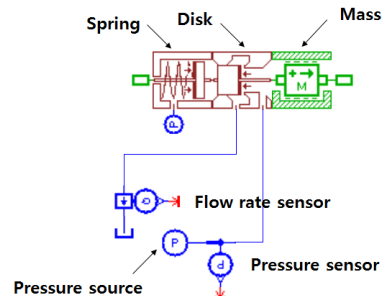 Spring
Disk
Mass
P
M
Q
Flow rate sensor
P
Pressure sensor
d
Pressure source